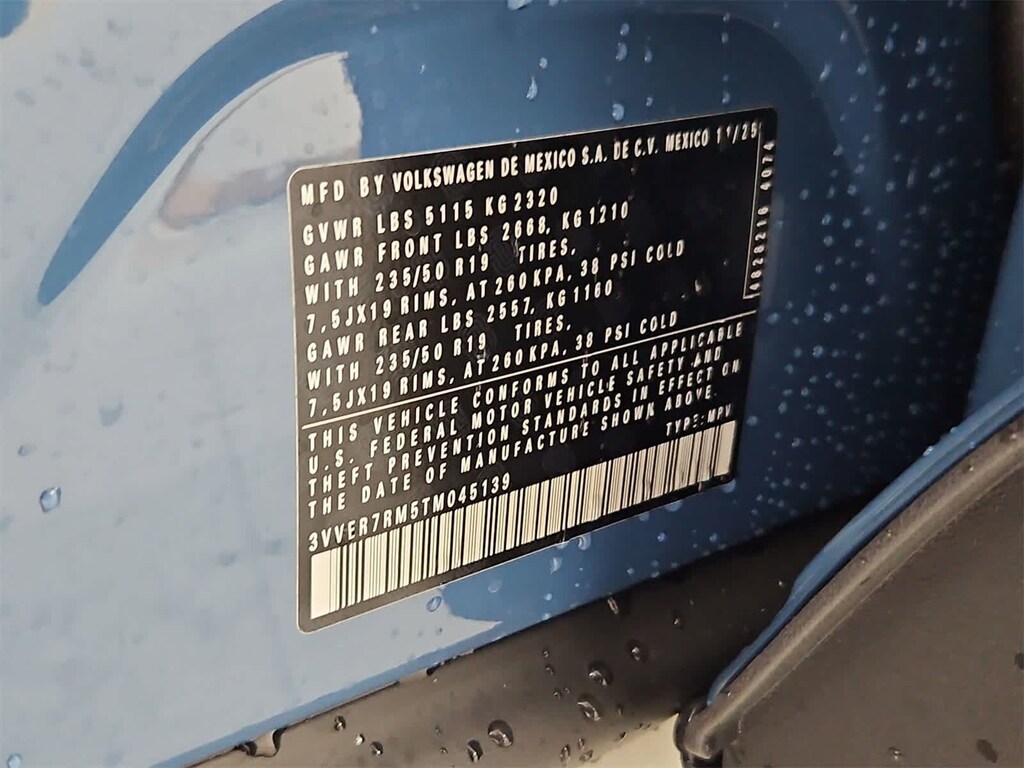 MFD BY VOLKSWAGEN DE MEXICO S.A. DE C.V. MEXICO 11/25
GVWR LBS 5115 KG 2320
GAWR FRONT LBS 2668, KG 1210
WITH 235/50 R19 TIRES,
7,5JX19 RIMS, AT 260 KPA, 38 PSI COLD
GAWR REAR LBS 2557, KG 1160
WITH 235/50 R19 TIRES,
7,5JX19 RIMS, AT 260 KPA, 38 PSI COLD
THIS VEHICLE CONFORMS TO ALL APPLICABLE
U.S. FEDERAL MOTOR VEHICLE SAFETY AND
THEFT PREVENTION STANDARDS IN EFFECT ON
THE DATE OF MANUFACTURE SHOWN ABOVE.
TYPE:MPV
3VVER7RM5TM045139
4074